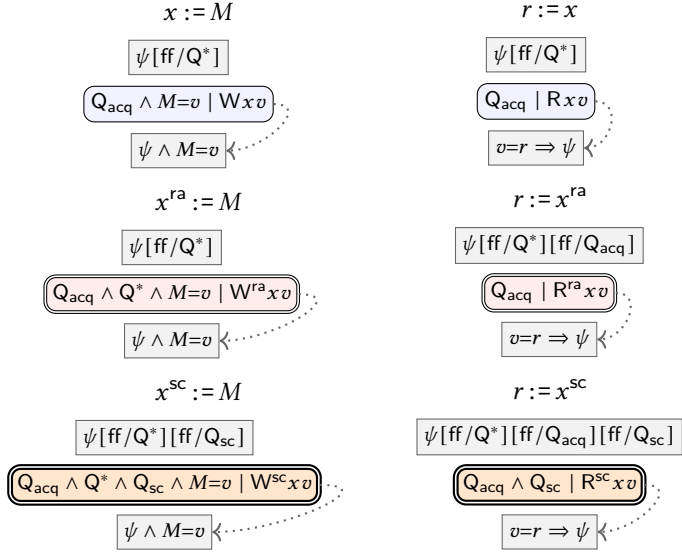 x := M
ψ[ff/Q*]
Q_acq ∧ M=v | W x v
ψ ∧ M=v
r := x
ψ[ff/Q*]
Q_acq | R x v
v=r ⇒ ψ
x^ra := M
ψ[ff/Q*]
Q_acq ∧ Q* ∧ M=v | W^ra x v
ψ ∧ M=v
r := x^ra
ψ[ff/Q*][ff/Q_acq]
Q_acq | R^ra x v
v=r ⇒ ψ
x^sc := M
ψ[ff/Q*][ff/Q_sc]
Q_acq ∧ Q* ∧ Q_sc ∧ M=v | W^sc x v
ψ ∧ M=v
r := x^sc
ψ[ff/Q*][ff/Q_acq][ff/Q_sc]
Q_acq ∧ Q_sc | R^sc x v
v=r ⇒ ψ